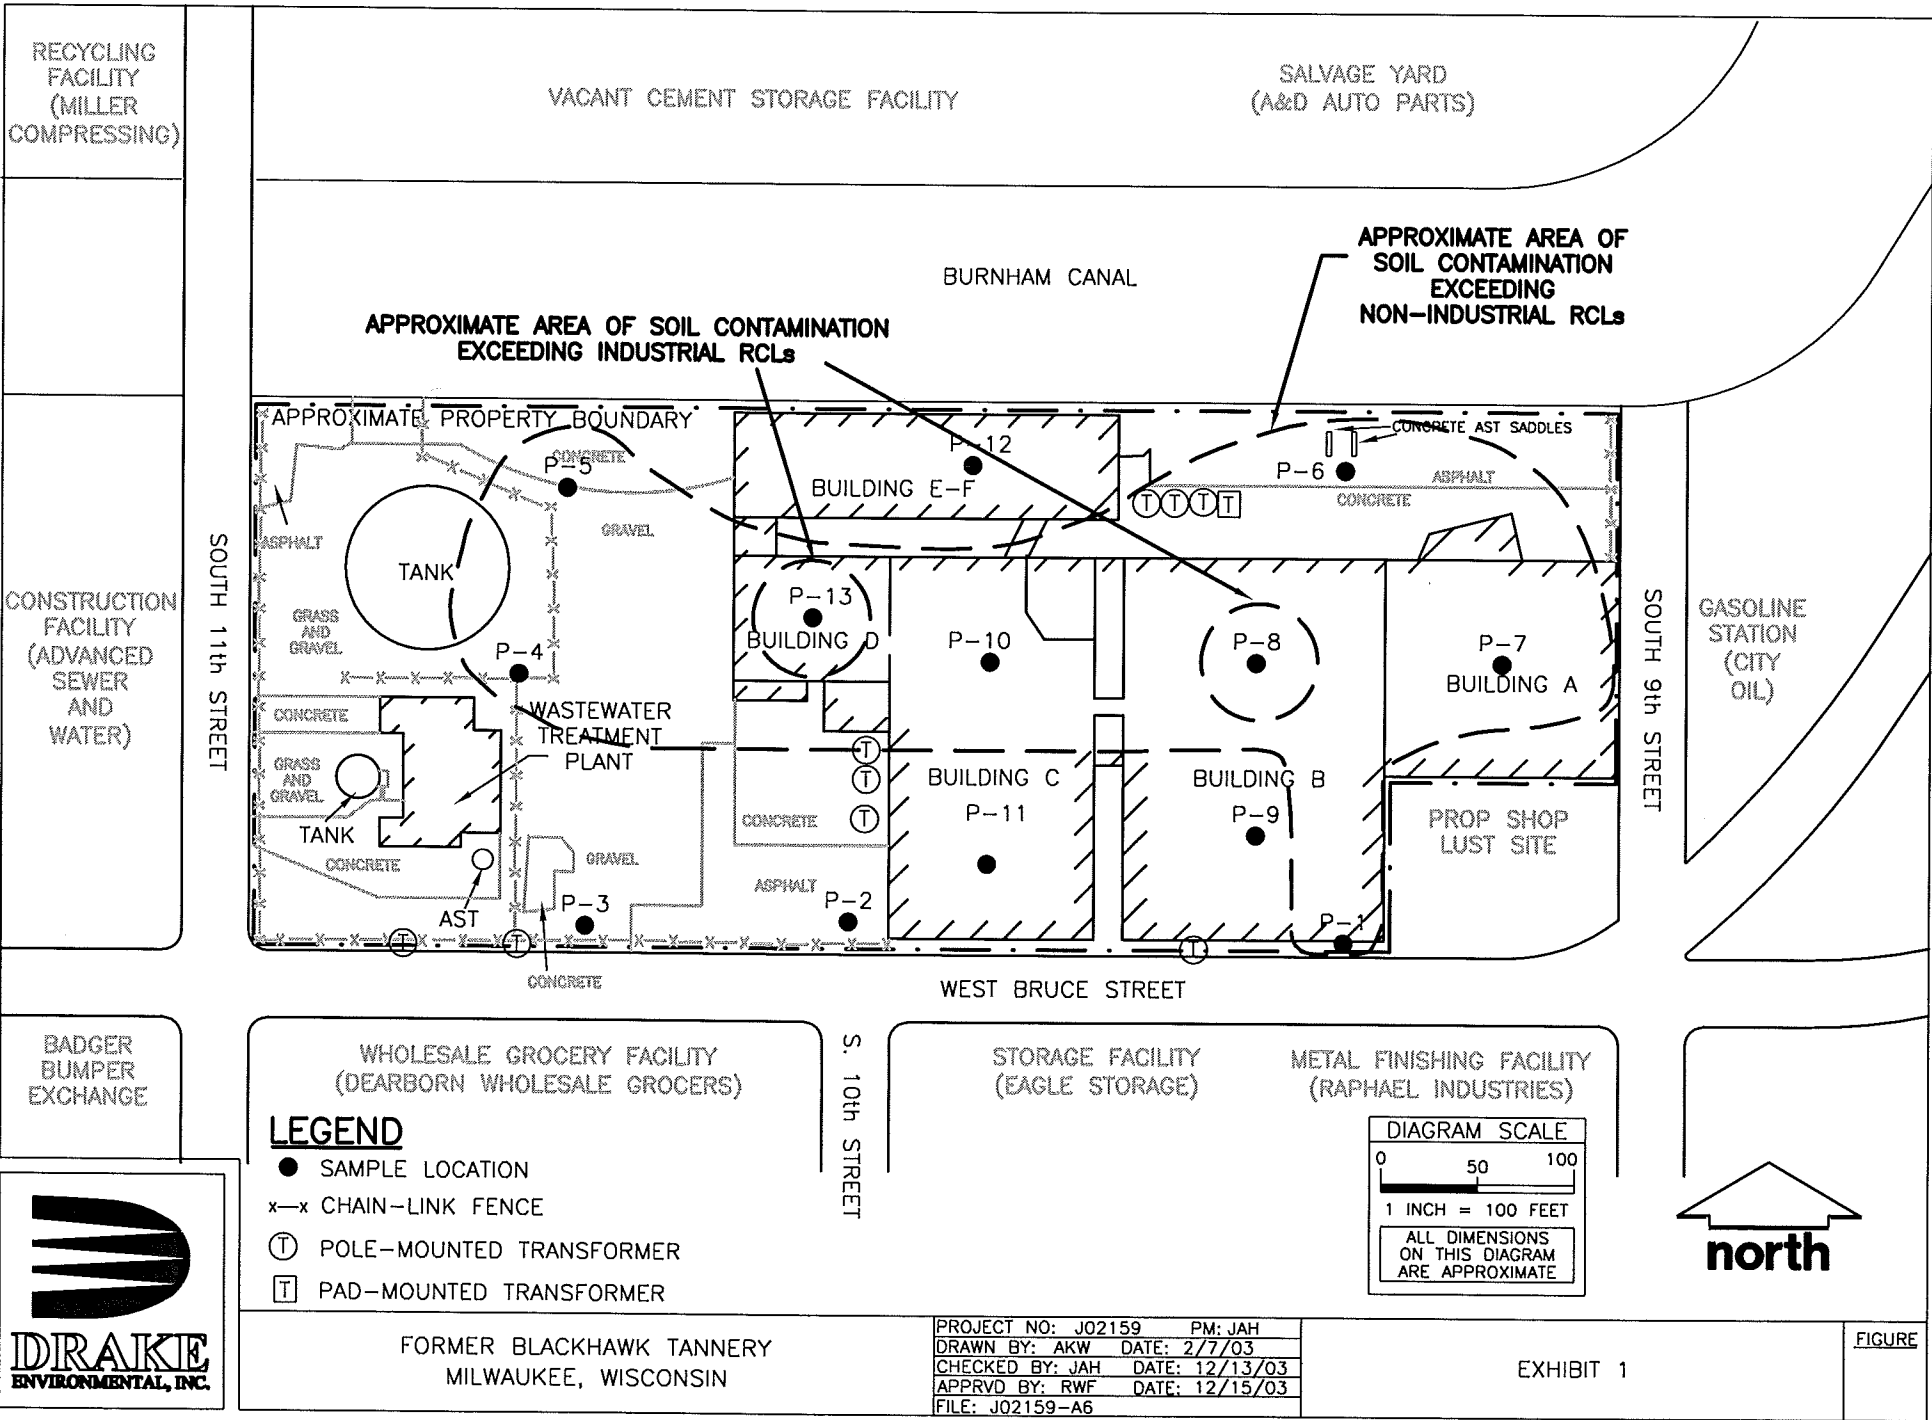 RECYCLING
FACILITY
(MILLER
COMPRESSING)
VACANT CEMENT STORAGE FACILITY
SALVAGE YARD
(A&D AUTO PARTS)
BURNHAM CANAL
APPROXIMATE AREA OF
SOIL CONTAMINATION
EXCEEDING
NON-INDUSTRIAL RCLs
APPROXIMATE AREA OF SOIL CONTAMINATION
EXCEEDING INDUSTRIAL RCLs
APPROXIMATE PROPERTY BOUNDARY
CONCRETE AST SADDLES
CONCRETE
P-5
P-12
P-6
ASPHALT
BUILDING E-F
CONCRETE
T
T
T
T
GRAVEL
ASPHALT
TANK
P-13
GRASS
AND
GRAVEL
BUILDING D
P-10
P-8
P-7
BUILDING A
P-4
CONSTRUCTION
FACILITY
(ADVANCED
SEWER
AND
WATER)
SOUTH 11th STREET
SOUTH 9th STREET
GASOLINE
STATION
(CITY
OIL)
CONCRETE
WASTEWATER
TREATMENT
PLANT
GRASS
AND
GRAVEL
T
T
T
BUILDING C
BUILDING B
TANK
CONCRETE
P-11
P-9
PROP SHOP
LUST SITE
CONCRETE
GRAVEL
ASPHALT
AST
P-3
P-2
P-1
T
T
T
CONCRETE
WEST BRUCE STREET
BADGER
BUMPER
EXCHANGE
WHOLESALE GROCERY FACILITY
(DEARBORN WHOLESALE GROCERS)
S. 10th STREET
STORAGE FACILITY
(EAGLE STORAGE)
METAL FINISHING FACILITY
(RAPHAEL INDUSTRIES)
LEGEND
SAMPLE LOCATION
x—x CHAIN-LINK FENCE
T POLE-MOUNTED TRANSFORMER
T PAD-MOUNTED TRANSFORMER
DIAGRAM SCALE
0 50 100
1 INCH = 100 FEET
ALL DIMENSIONS
ON THIS DIAGRAM
ARE APPROXIMATE
north
DRAKE
ENVIRONMENTAL, INC.
FORMER BLACKHAWK TANNERY
MILWAUKEE, WISCONSIN
PROJECT NO: J02159 PM: JAH
DRAWN BY: AKW DATE: 2/7/03
CHECKED BY: JAH DATE: 12/13/03
APPRVD BY: RWF DATE: 12/15/03
FILE: J02159-A6
EXHIBIT 1
FIGURE